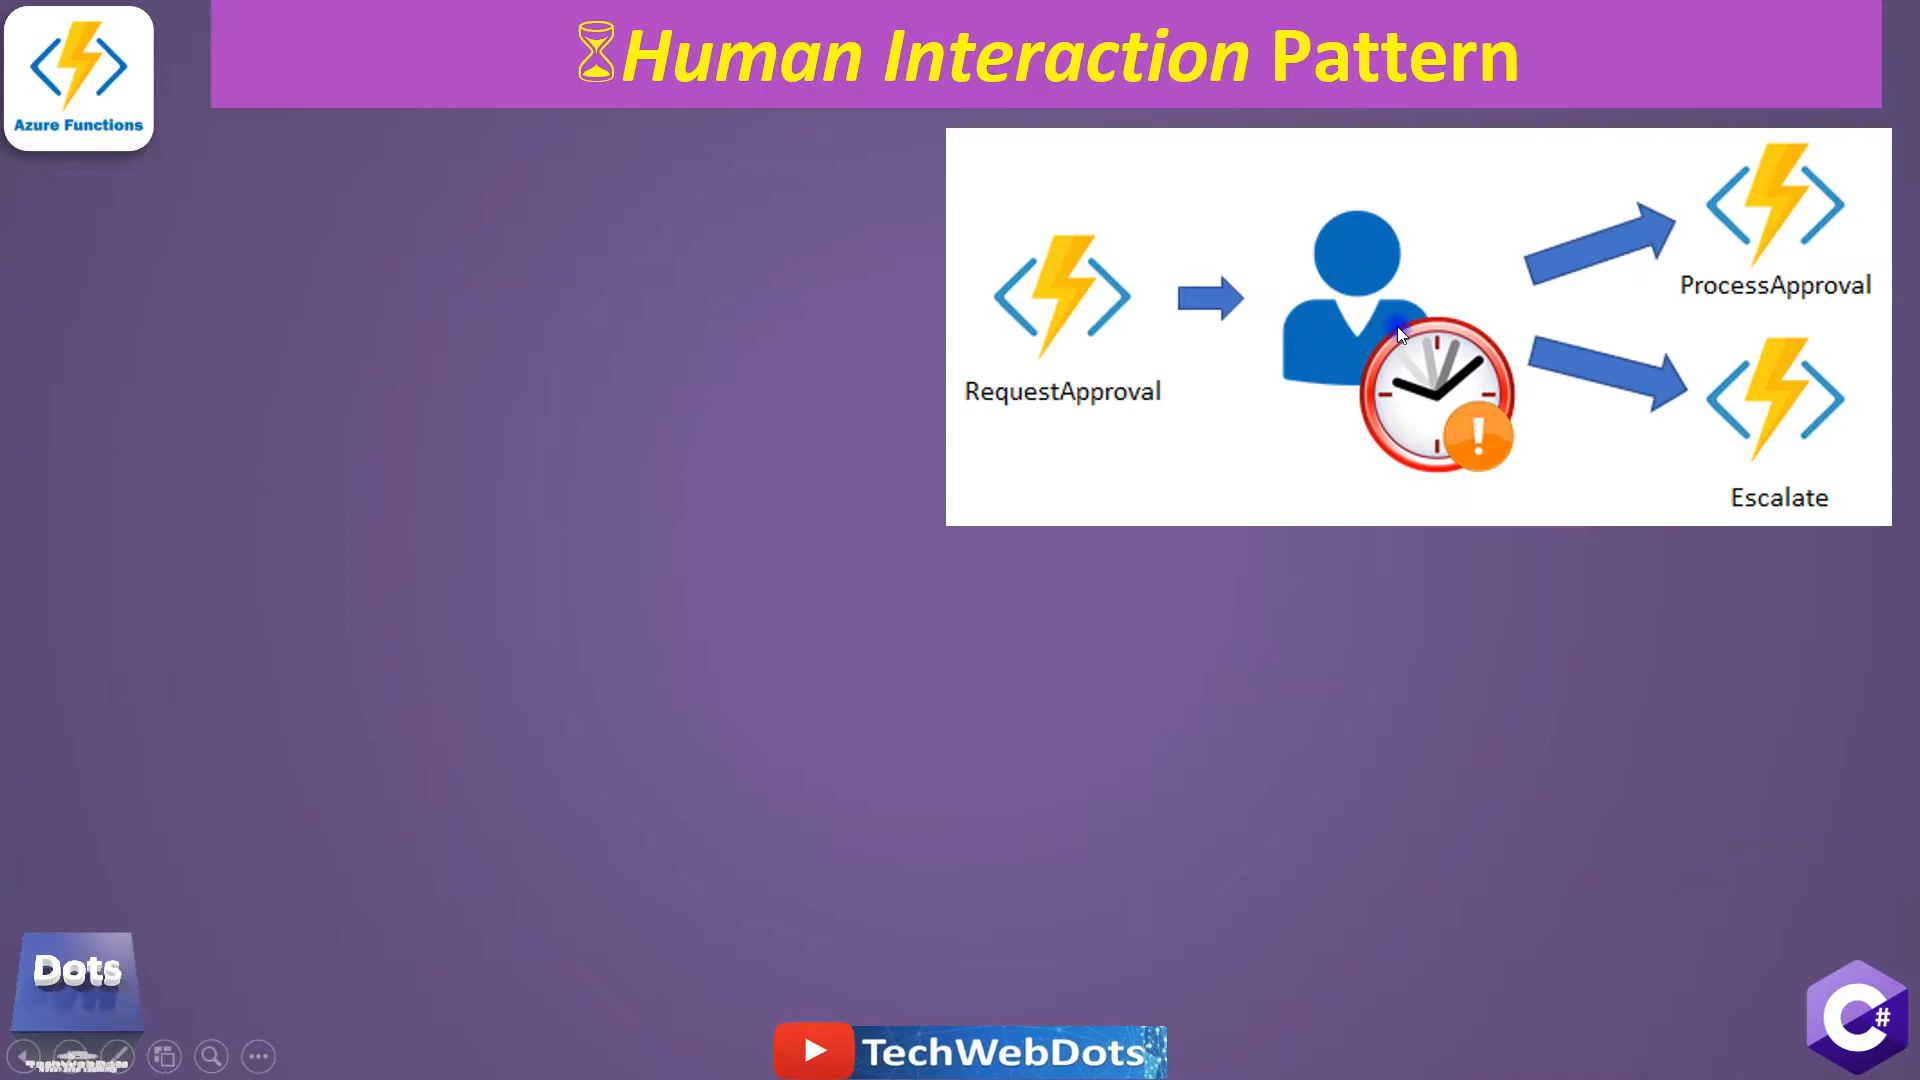 Human Interaction Pattern
Azure Functions
ProcessApproval
RequestApproval
Escalate
Dots
TechWebDots
C#